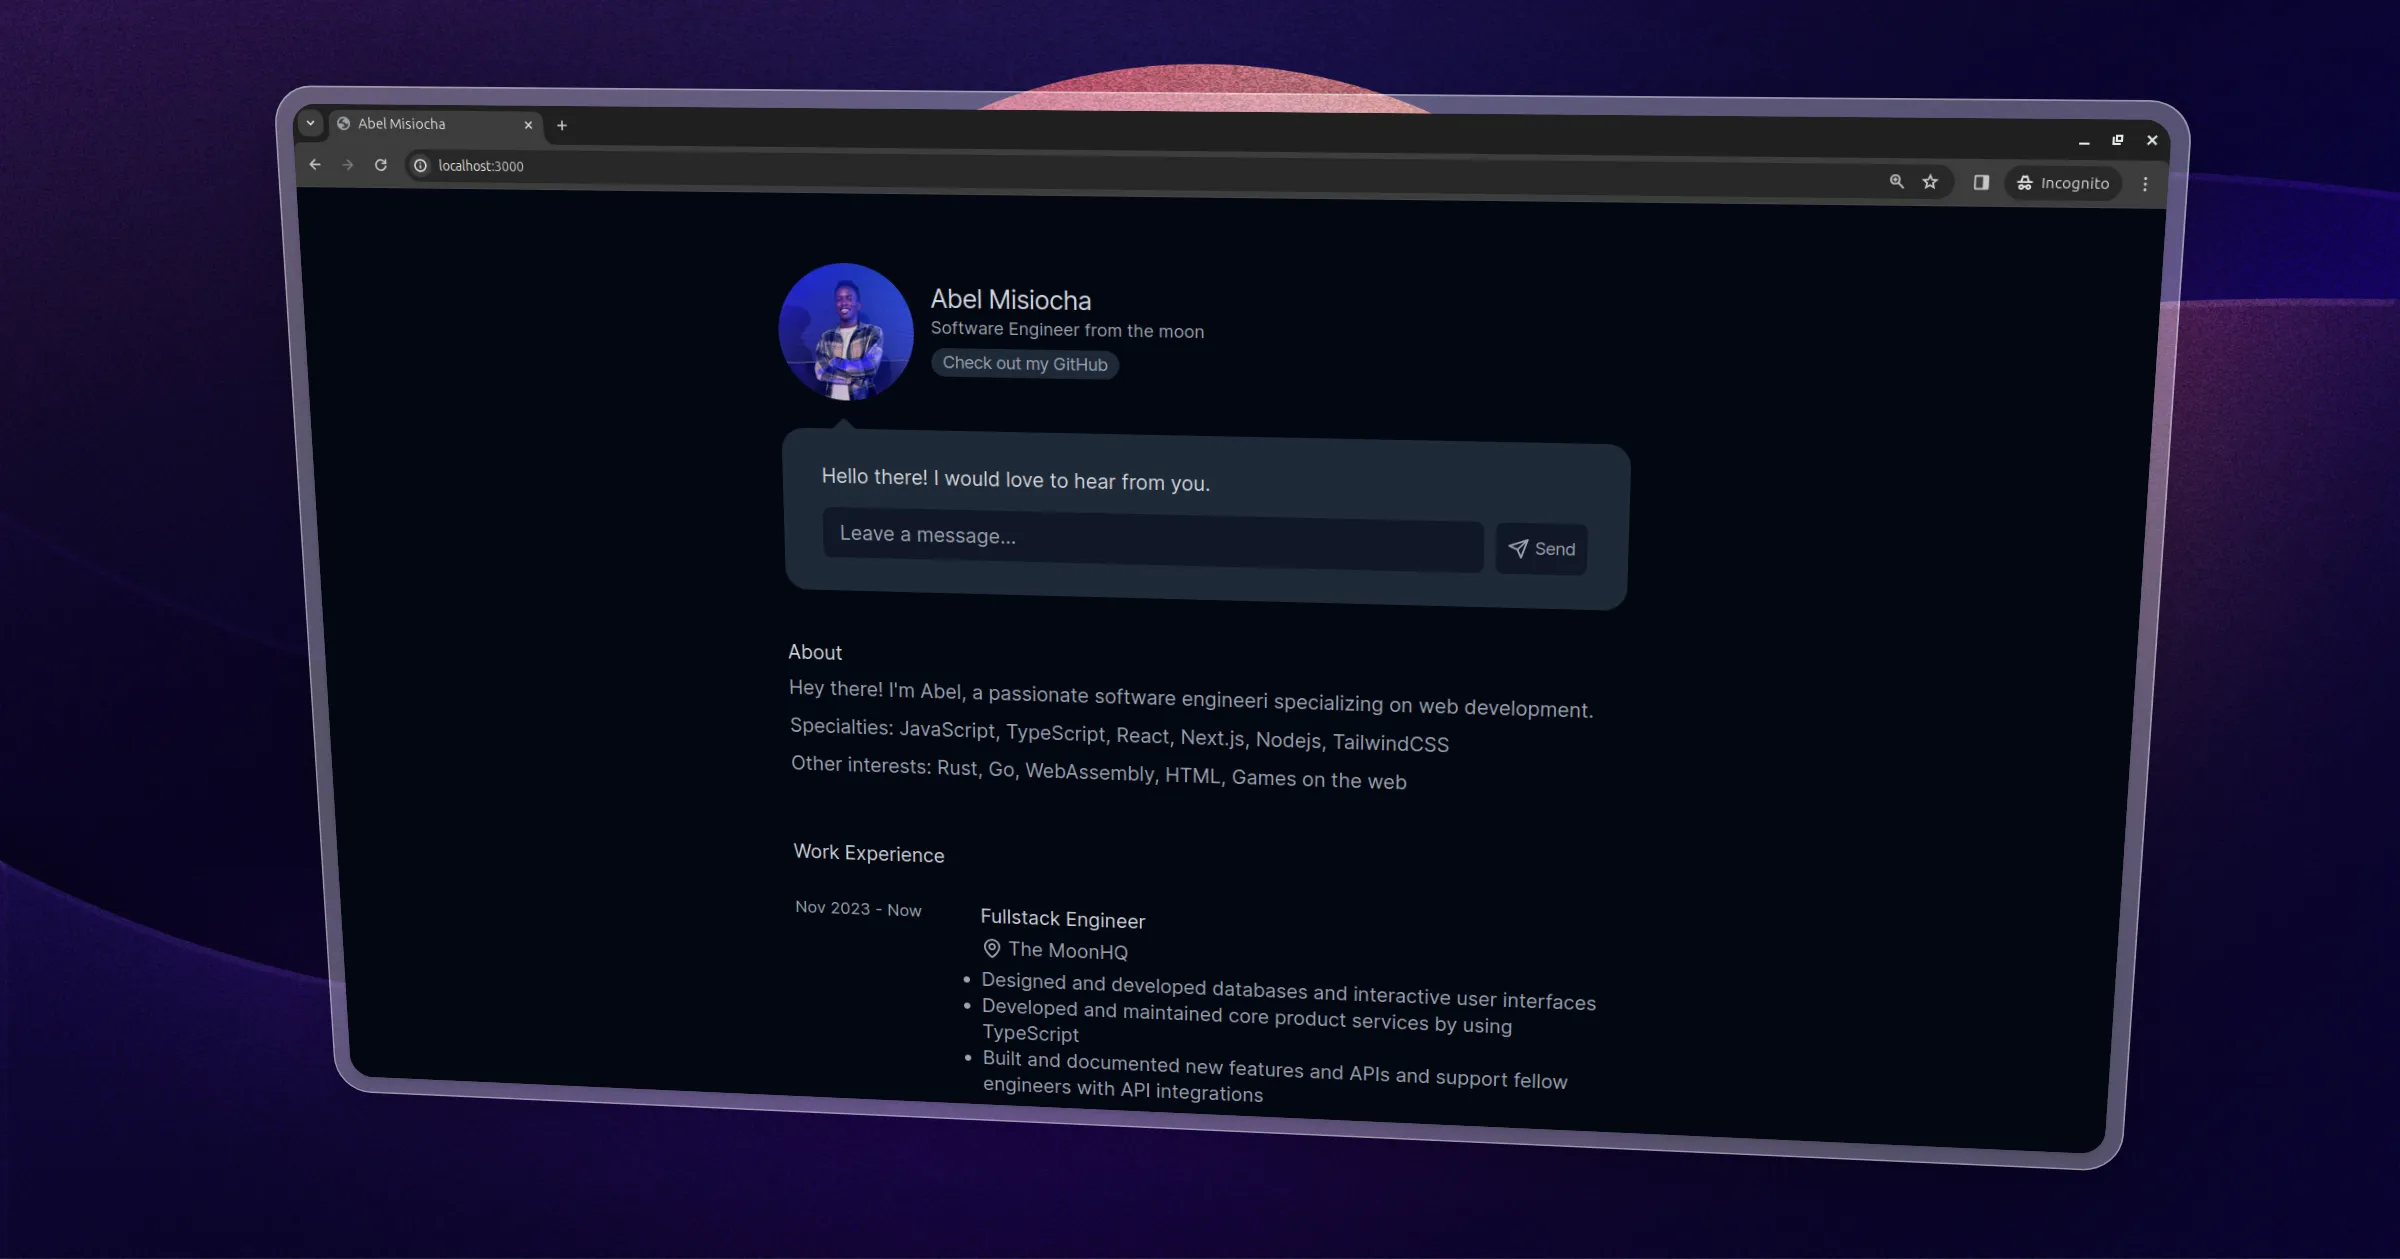 Abel Misiocha
localhost:3000
Incognito
Abel Misiocha
Software Engineer from the moon
Check out my GitHub
Hello there! I would love to hear from you.
Leave a message...
Send
About
Hey there! I'm Abel, a passionate software engineeri specializing on web development.
Specialties: JavaScript, TypeScript, React, Next.js, Nodejs, TailwindCSS
Other interests: Rust, Go, WebAssembly, HTML, Games on the web
Work Experience
Nov 2023 - Now
Fullstack Engineer
The MoonHQ
Designed and developed databases and interactive user interfaces
Developed and maintained core product services by using
TypeScript
Built and documented new features and APIs and support fellow
engineers with API integrations